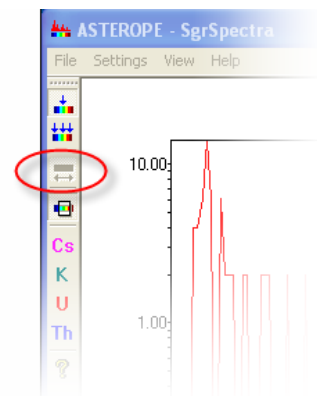 ASTEROPE - SgrSpectra
File Settings View Help
10.00
Cs
K
U
Th
1.00
?